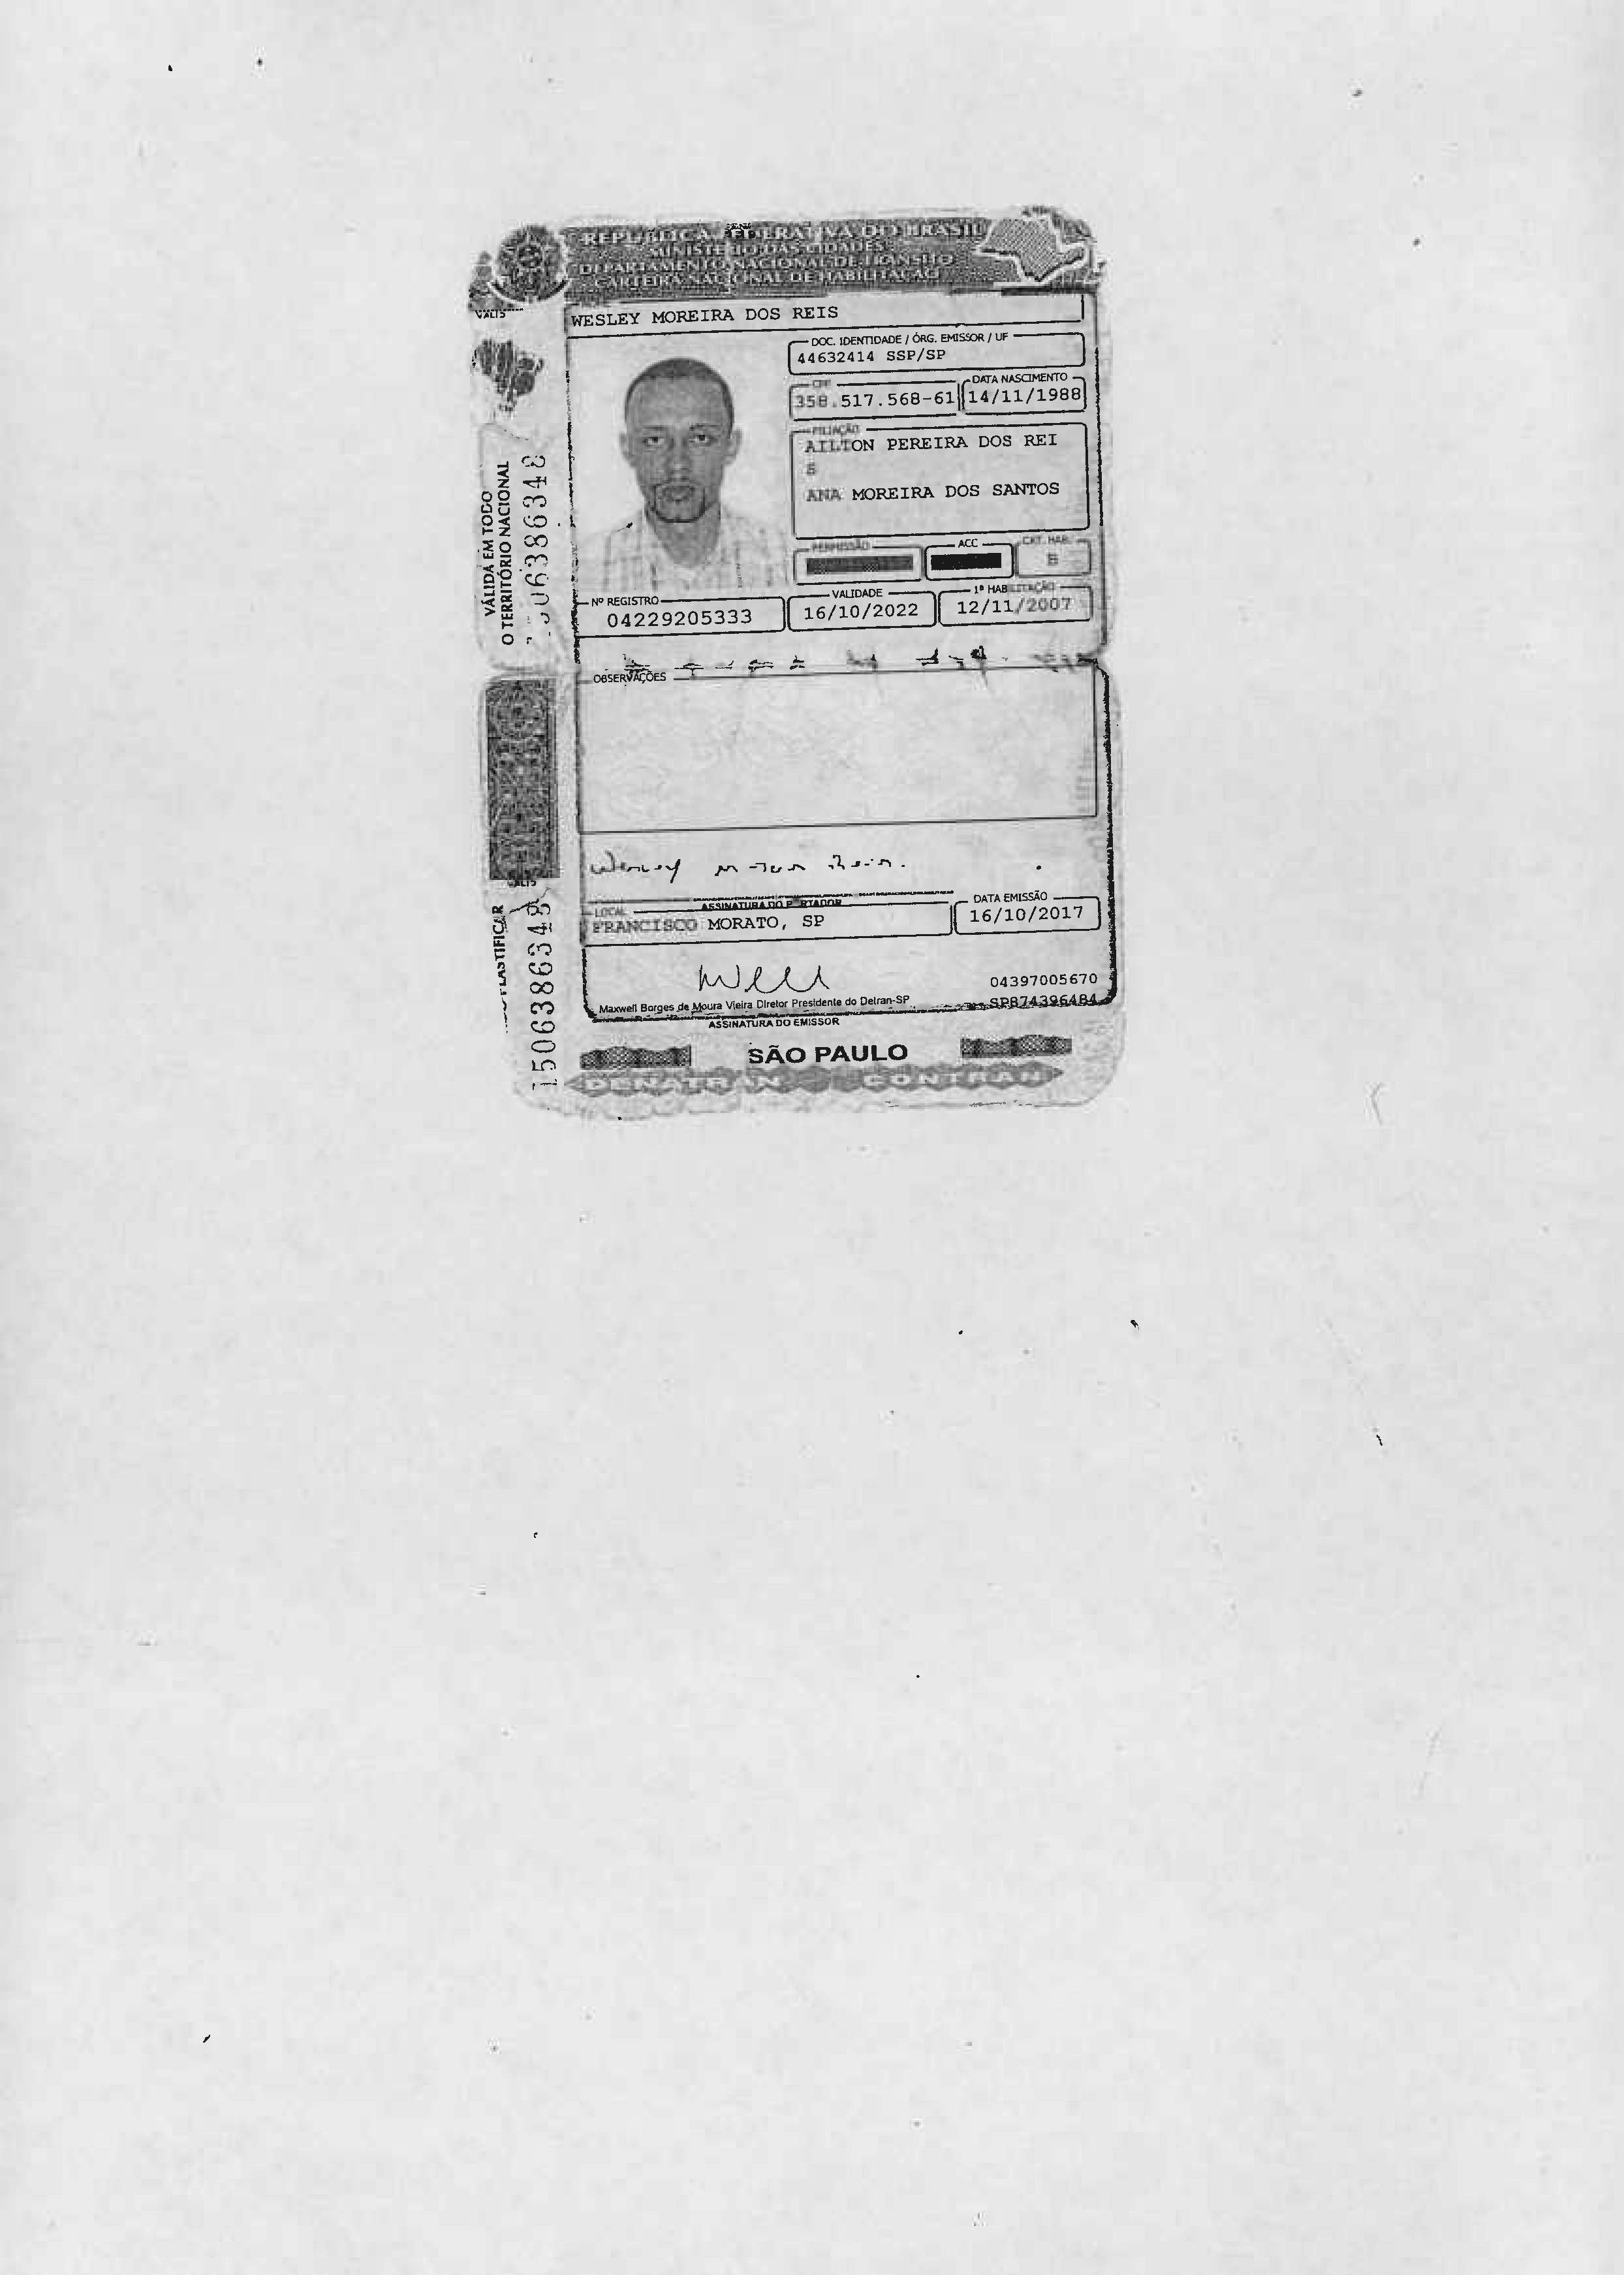 REPÚBLICA FEDERATIVA DO BRASIL
MINISTÉRIO DAS CIDADES
DEPARTAMENTO NACIONAL DE TRÂNSITO
CARTEIRA NACIONAL DE HABILITAÇÃO
WESLEY MOREIRA DOS REIS
DOC. IDENTIDADE / ÓRG. EMISSOR / UF
44632414 SSP/SP
CPF
358.517.568-61
DATA NASCIMENTO
14/11/1988
FILIAÇÃO
AILTON PEREIRA DOS REI
S
ANA MOREIRA DOS SANTOS
PERMISSÃO
ACC
CAT. HAB.
B
Nº REGISTRO
04229205333
VALIDADE
16/10/2022
1ª HABILITAÇÃO
12/11/2007
VÁLIDA EM TODO
O TERRITÓRIO NACIONAL
OBSERVAÇÕES
ASSINATURA DO PORTADOR
LOCAL
FRANCISCO MORATO, SP
DATA EMISSÃO
16/10/2017
04397005670
SP874396484
Maxwell Borges de Moura Vieira Diretor Presidente do Detran-SP
ASSINATURA DO EMISSOR
PLASTIFICAR
1506386348
SÃO PAULO
DENATRAN CONTRAN